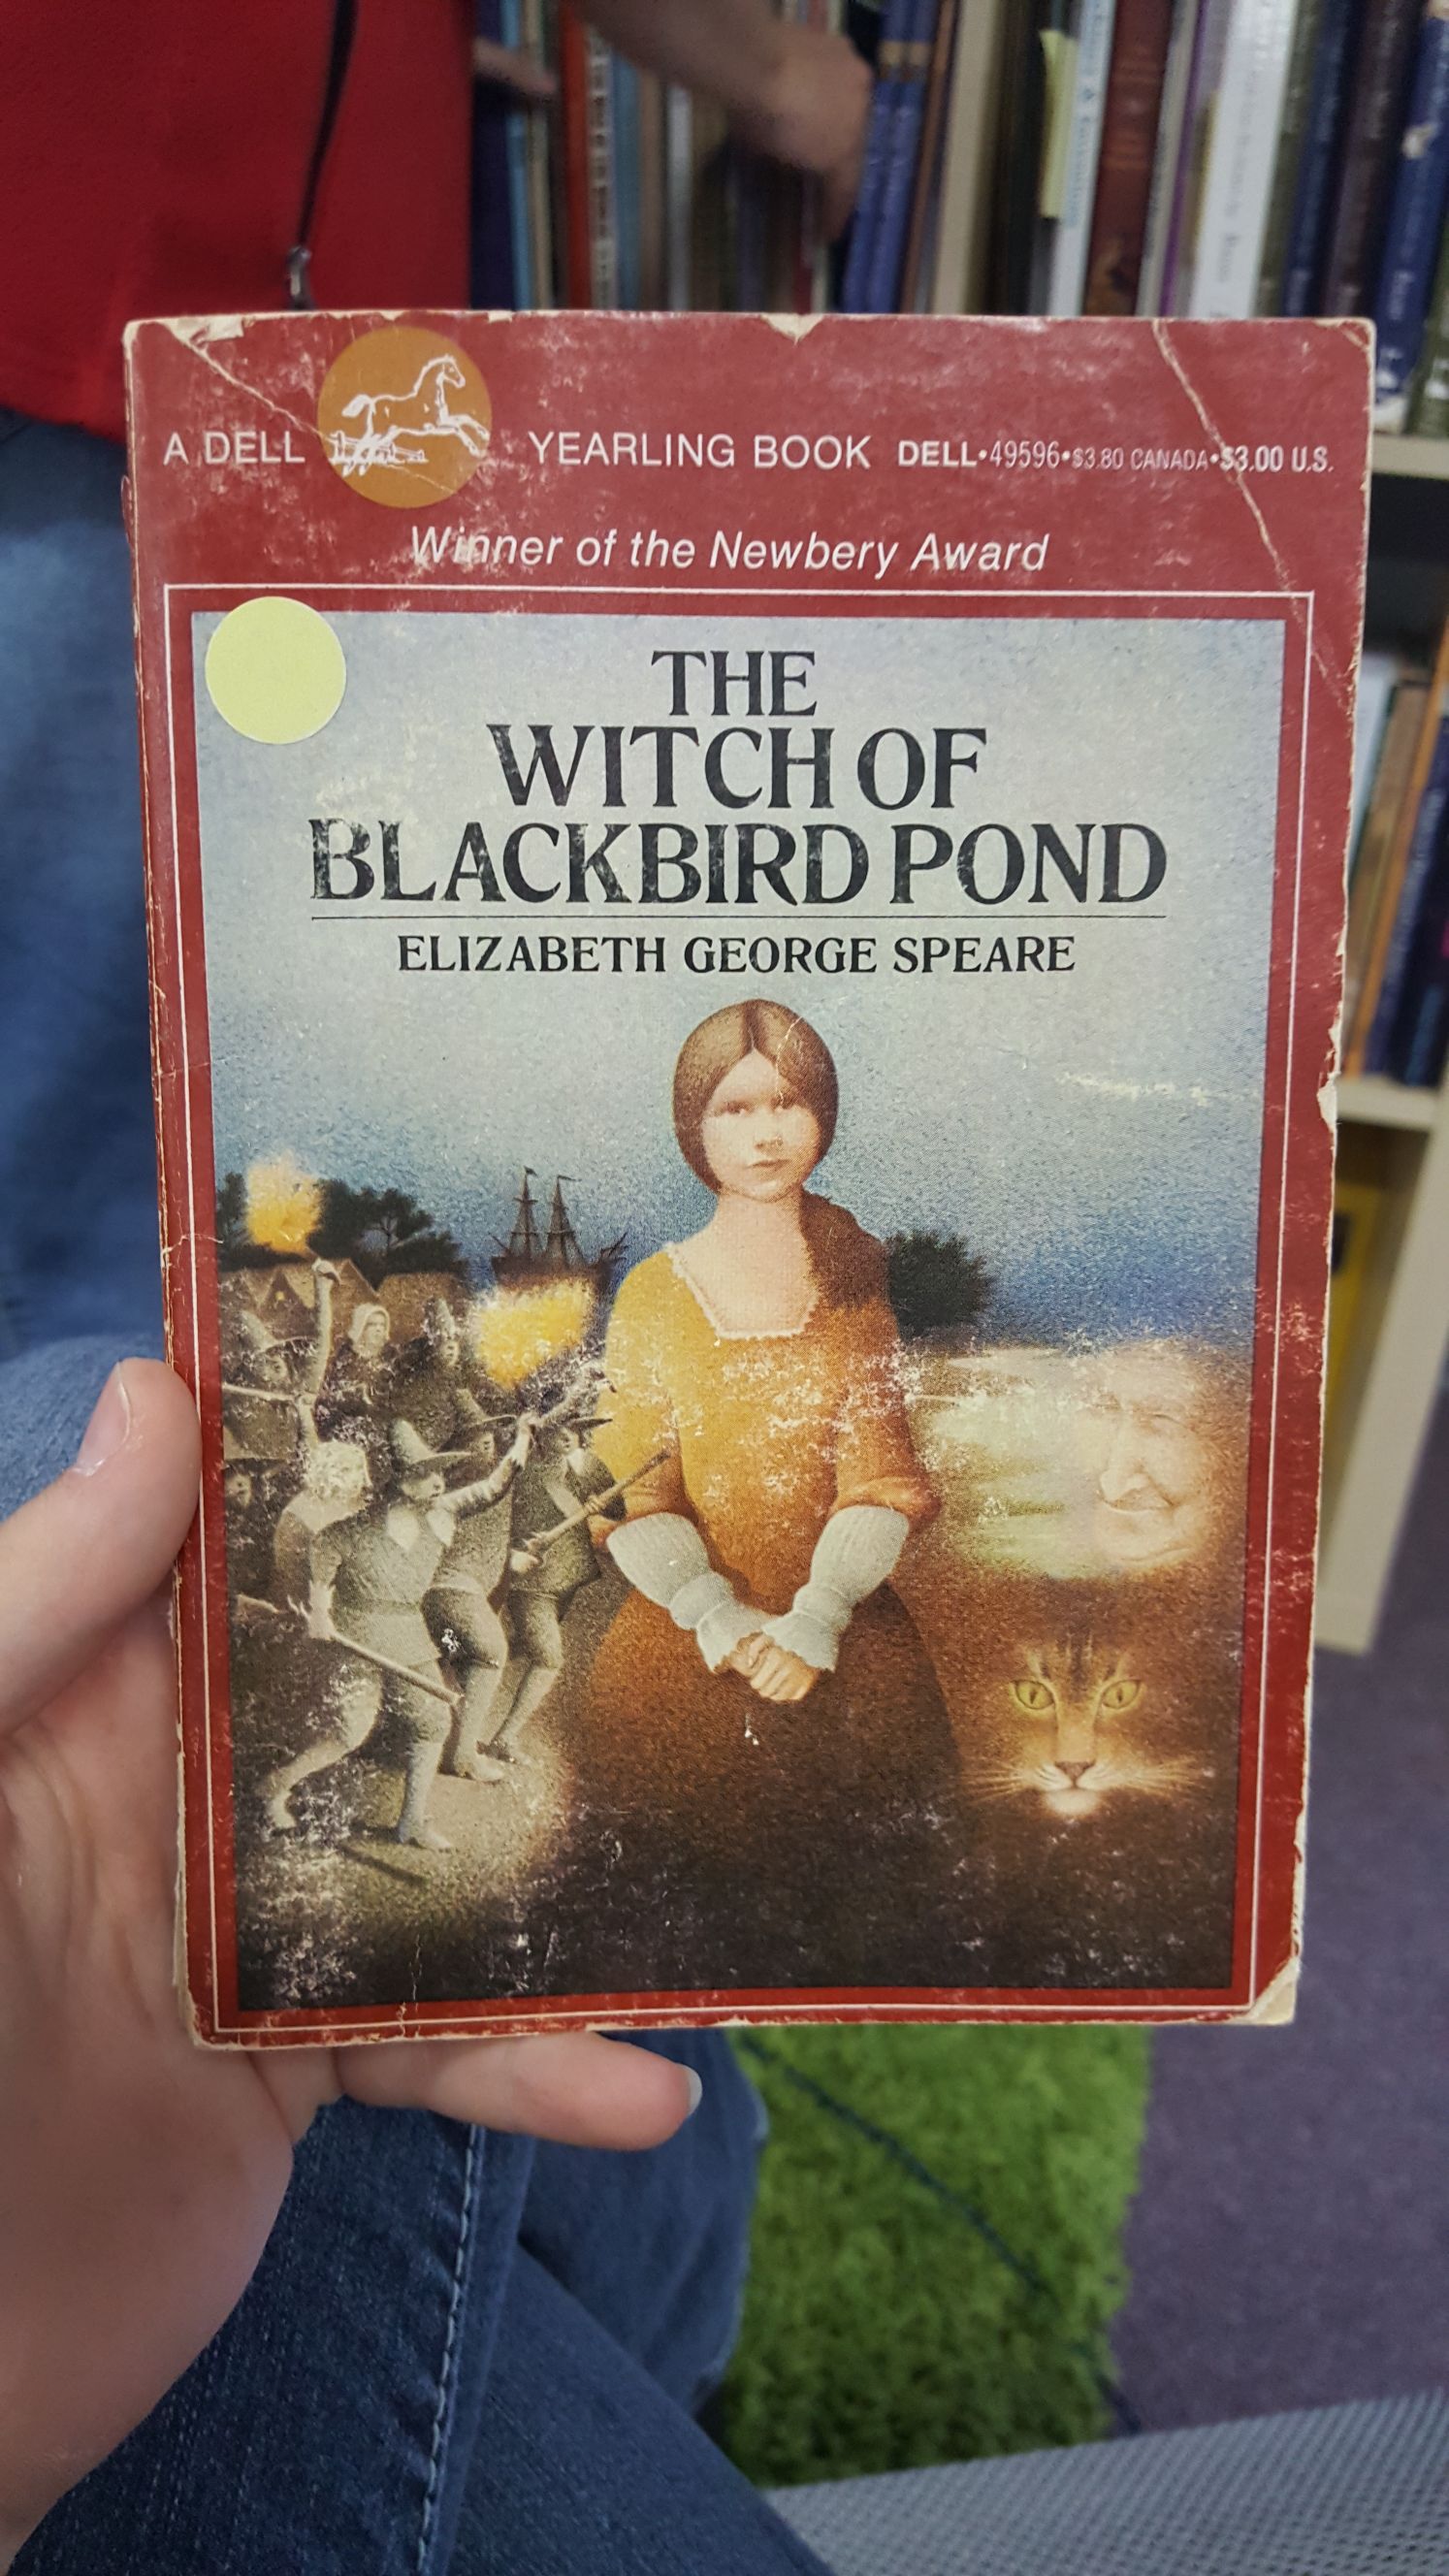 A DELL YEARLING BOOK DELL•49596•$3.80 CANADA•$3.00 U.S.
Winner of the Newbery Award
THE
WITCH OF
BLACKBIRD POND
ELIZABETH GEORGE SPEARE